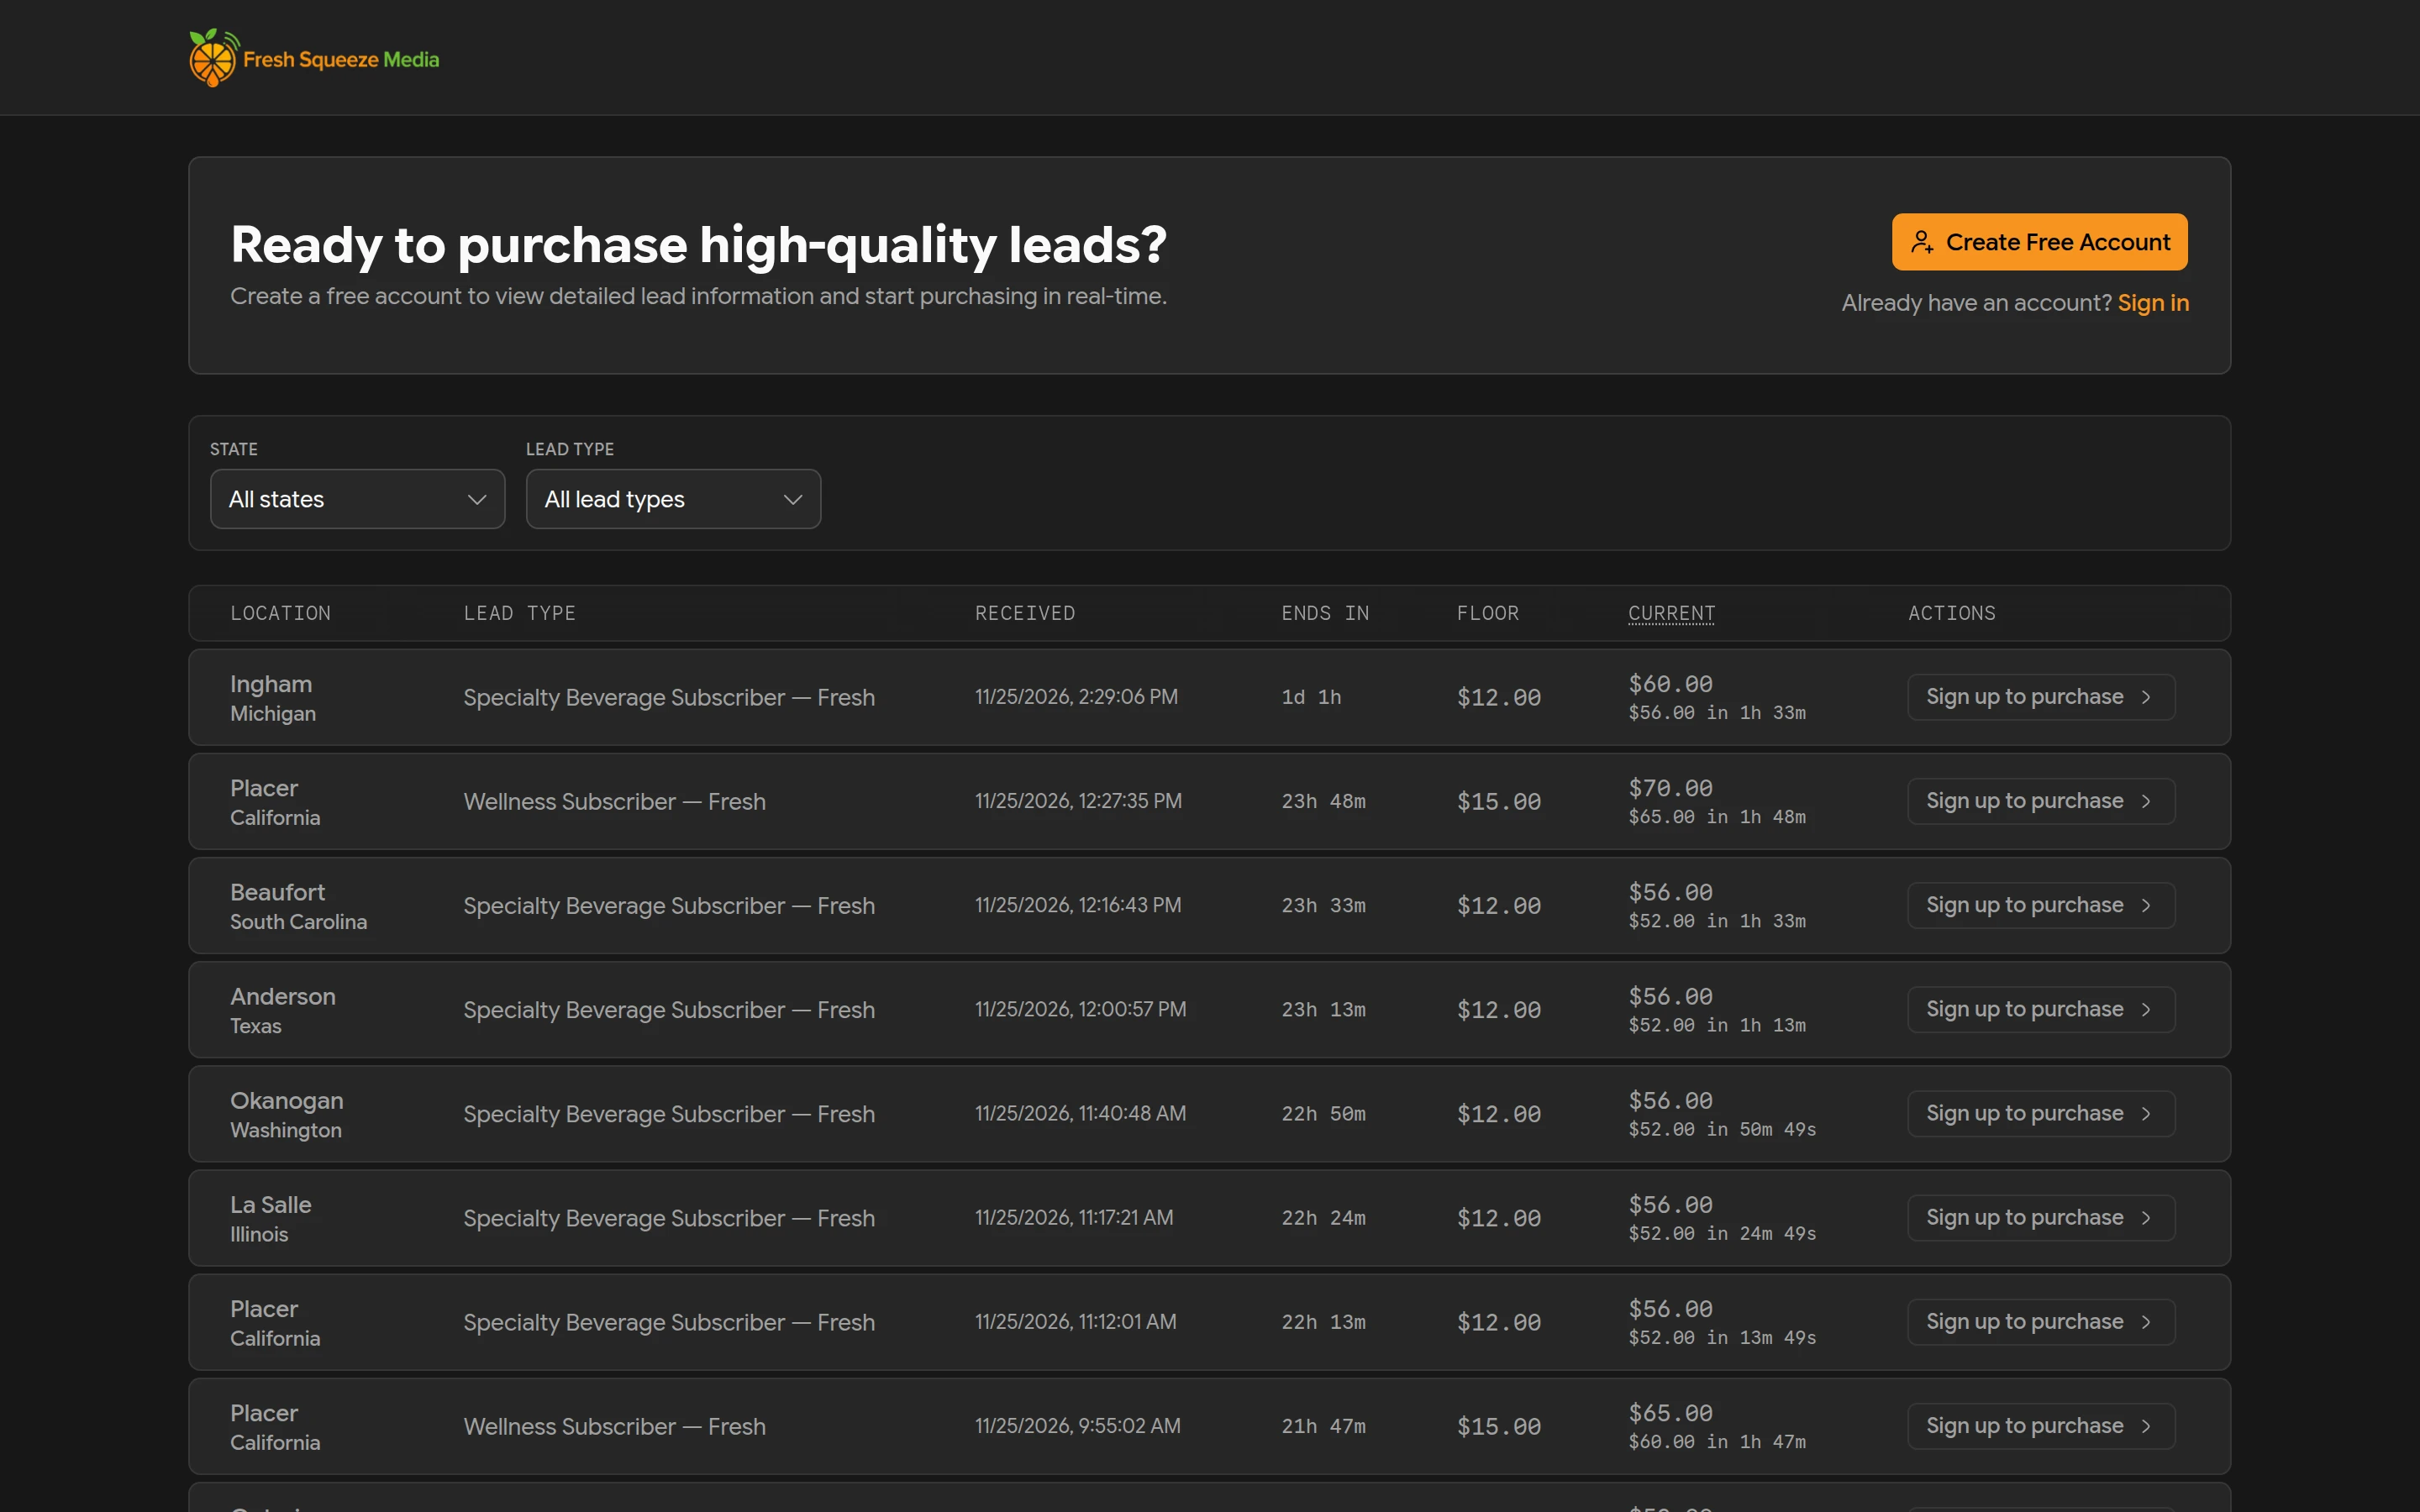 Fresh Squeeze Media
Ready to purchase high-quality leads?
Create a free account to view detailed lead information and start purchasing in real-time.
Create Free Account
Already have an account? Sign in
STATE
LEAD TYPE
All states
All lead types
LOCATION LEAD TYPE RECEIVED ENDS IN FLOOR CURRENT ACTIONS
Ingham
Michigan
Specialty Beverage Subscriber — Fresh
11/25/2026, 2:29:06 PM
1d 1h
$12.00
$60.00
$56.00 in 1h 33m
Sign up to purchase
Placer
California
Wellness Subscriber — Fresh
11/25/2026, 12:27:35 PM
23h 48m
$15.00
$70.00
$65.00 in 1h 48m
Sign up to purchase
Beaufort
South Carolina
Specialty Beverage Subscriber — Fresh
11/25/2026, 12:16:43 PM
23h 33m
$12.00
$56.00
$52.00 in 1h 33m
Sign up to purchase
Anderson
Texas
Specialty Beverage Subscriber — Fresh
11/25/2026, 12:00:57 PM
23h 13m
$12.00
$56.00
$52.00 in 1h 13m
Sign up to purchase
Okanogan
Washington
Specialty Beverage Subscriber — Fresh
11/25/2026, 11:40:48 AM
22h 50m
$12.00
$56.00
$52.00 in 50m 49s
Sign up to purchase
La Salle
Illinois
Specialty Beverage Subscriber — Fresh
11/25/2026, 11:17:21 AM
22h 24m
$12.00
$56.00
$52.00 in 24m 49s
Sign up to purchase
Placer
California
Specialty Beverage Subscriber — Fresh
11/25/2026, 11:12:01 AM
22h 13m
$12.00
$56.00
$52.00 in 13m 49s
Sign up to purchase
Placer
California
Wellness Subscriber — Fresh
11/25/2026, 9:55:02 AM
21h 47m
$15.00
$65.00
$60.00 in 1h 47m
Sign up to purchase